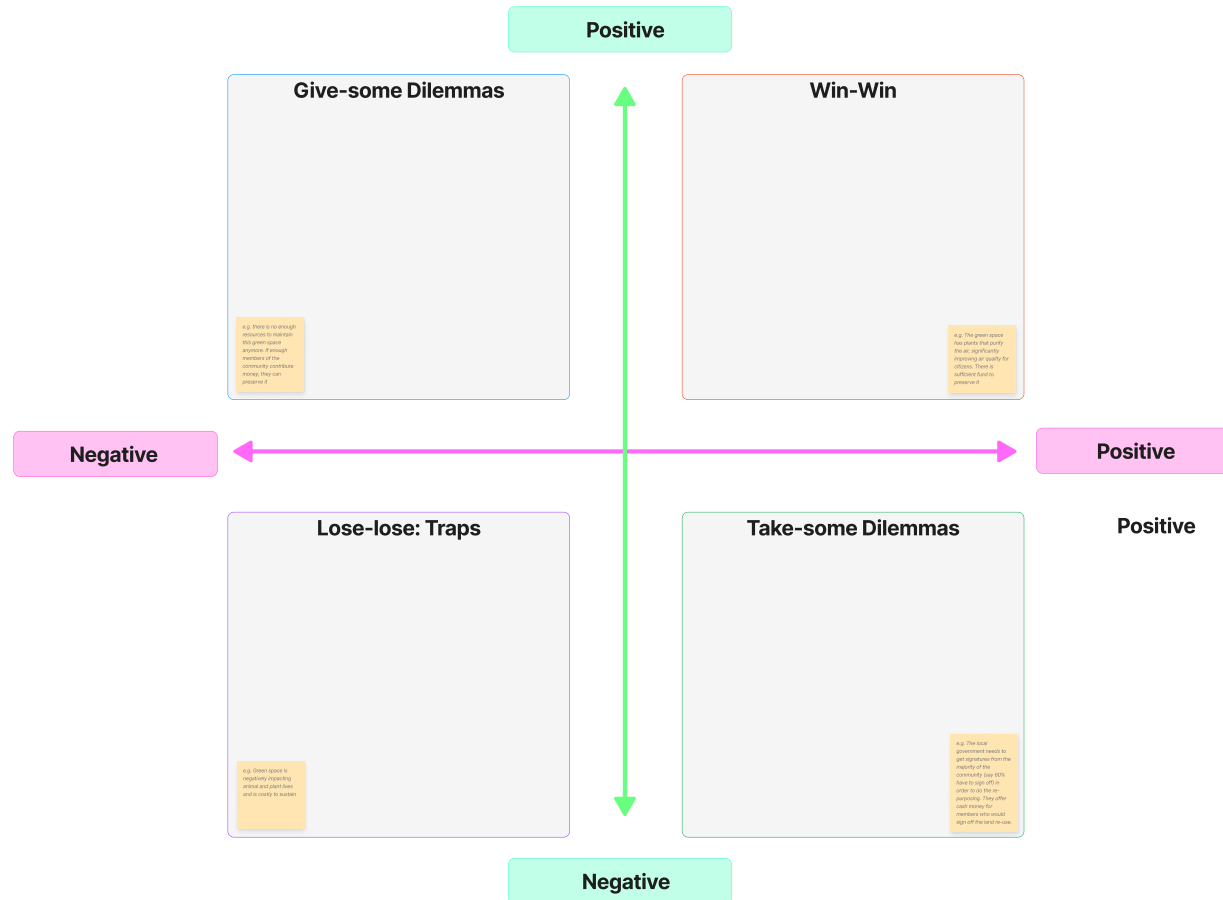 Positive
Give-some Dilemmas
Win-Win
e.g. there is no enough
resources to maintain
this green space
anymore. If enough
members of the
community contribute
money, they can
preserve it
e.g: The green space
has plants that purify
the air, significantly
improving air quality for
citizens. There is
sufficient fund to
preserve it
Negative
Positive
Lose-lose: Traps
Take-some Dilemmas
Positive
e.g. Green space is
negatively impacting
animal and plant lives
and is costly to sustain
e.g. The local
government needs to
get signatures from the
majority of the
community (say 60%
have to sign off) in
order to do the re-
purposing. They offer
cash money for
members who would
sign off the land re-use.
Negative